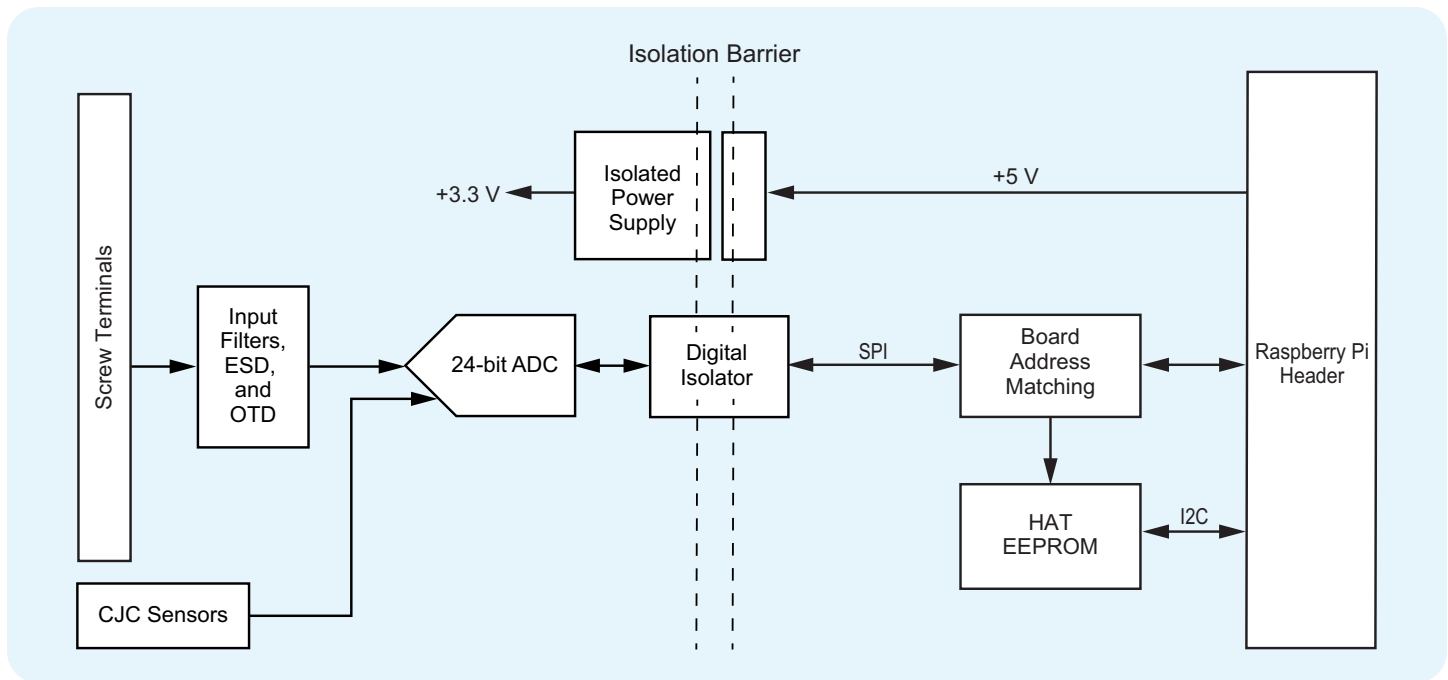 Isolation Barrier
Isolated
Power
Supply
+3.3 V
+5 V
Screw Terminals
Input
Filters,
ESD,
and
OTD
24-bit ADC
Digital
Isolator
SPI
Board
Address
Matching
Raspberry Pi
Header
HAT
EEPROM
I2C
CJC Sensors